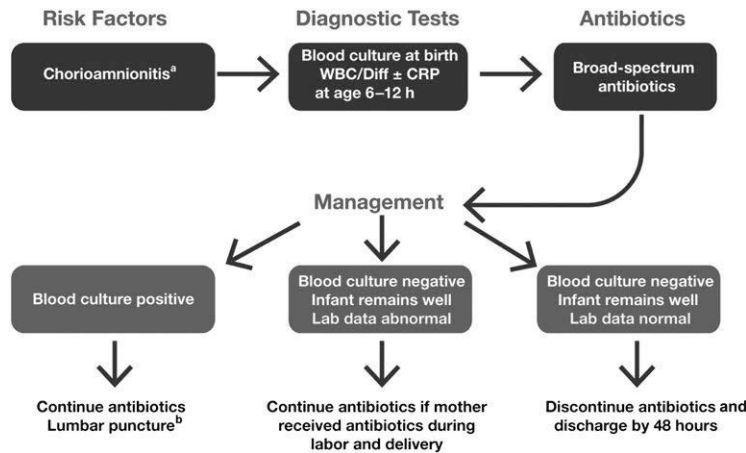 Risk Factors
Diagnostic Tests
Antibiotics
Chorioamnionitisª
Blood culture at birth
WBC/Diff ± CRP
at age 6–12 h
Broad-spectrum
antibiotics
Management
Blood culture positive
Blood culture negative
Infant remains well
Lab data abnormal
Blood culture negative
Infant remains well
Lab data normal
Continue antibiotics
Lumbar punctureᵇ
Continue antibiotics if mother
received antibiotics during
labor and delivery
Discontinue antibiotics and
discharge by 48 hours